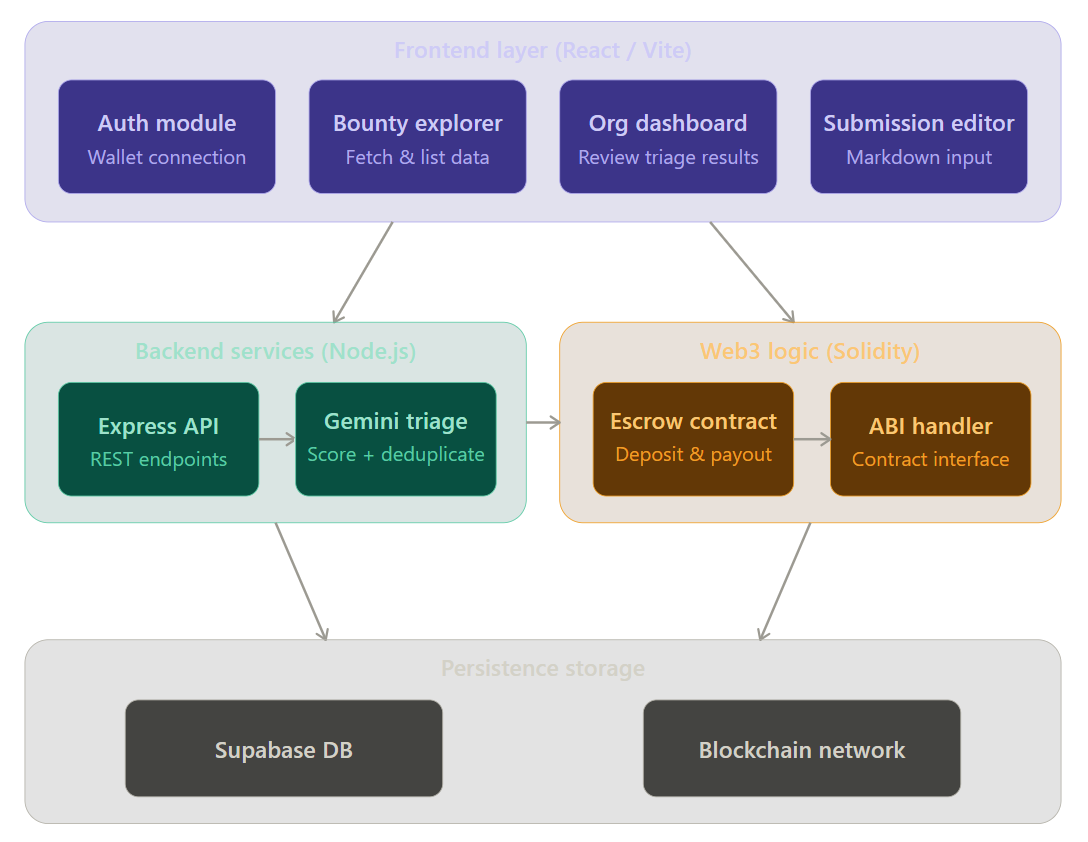 Frontend layer (React / Vite)
Auth module
Wallet connection
Bounty explorer
Fetch & list data
Org dashboard
Review triage results
Submission editor
Markdown input
Backend services (Node.js)
Express API
REST endpoints
Gemini triage
Score + deduplicate
Web3 logic (Solidity)
Escrow contract
Deposit & payout
ABI handler
Contract interface
Persistence storage
Supabase DB
Blockchain network